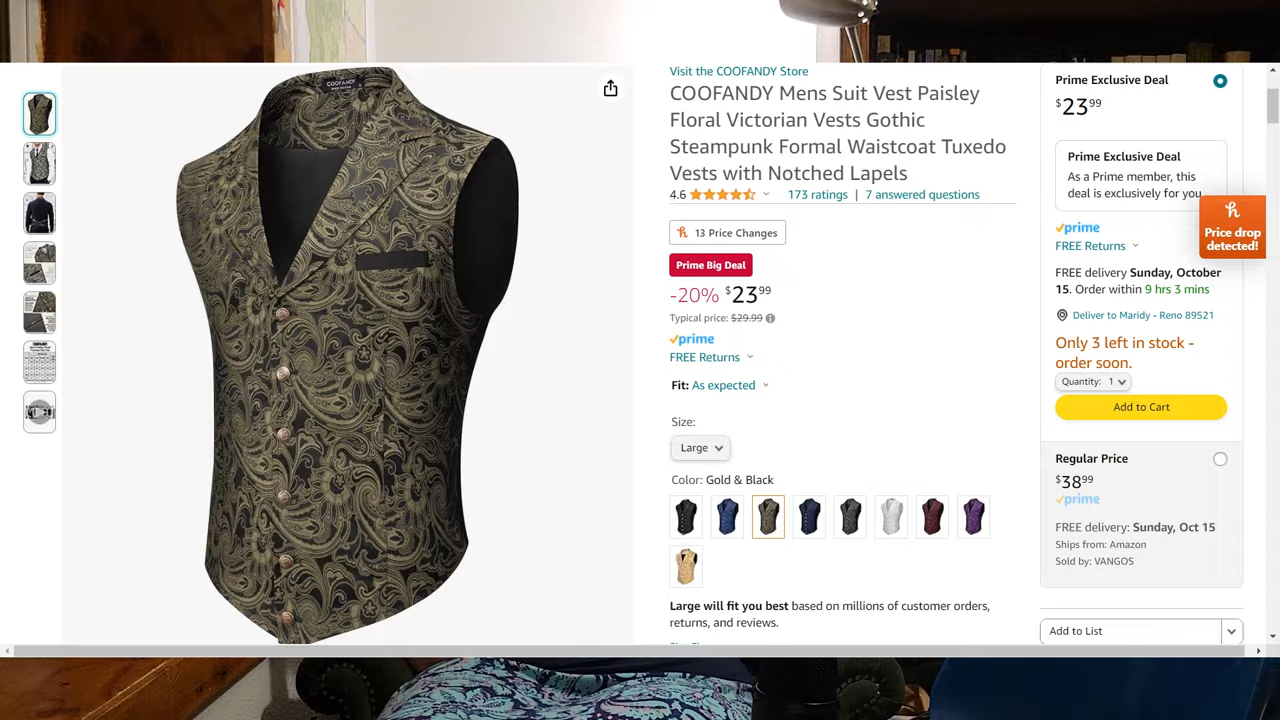 COOFANDY
Visit the COOFANDY Store
COOFANDY Mens Suit Vest Paisley
Floral Victorian Vests Gothic
Steampunk Formal Waistcoat Tuxedo
Vests with Notched Lapels
4.6 173 ratings | 7 answered questions
13 Price Changes
Prime Big Deal
-20% $23 99
Typical price: $29.99
prime
FREE Returns
Fit: As expected
Size:
Large
Color: Gold & Black
Large will fit you best based on millions of customer orders,
returns, and reviews.
Prime Exclusive Deal
$23 99
Prime Exclusive Deal
As a Prime member, this
deal is exclusively for you
prime
FREE Returns
Price drop
detected!
FREE delivery Sunday, October
15. Order within 9 hrs 3 mins
Deliver to Maridy - Reno 89521
Only 3 left in stock -
order soon.
Quantity: 1
Add to Cart
Regular Price
$38 99
prime
FREE delivery: Sunday, Oct 15
Ships from: Amazon
Sold by: VANGOS
Add to List